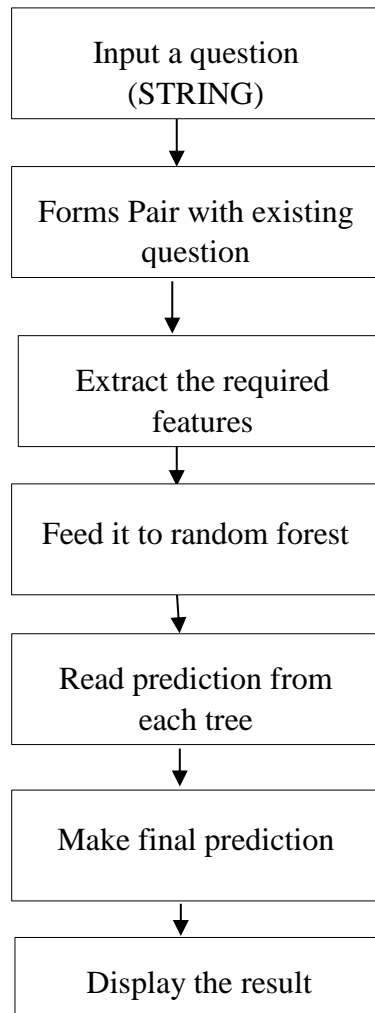 Input a question
(STRING)
Forms Pair with existing
question
Extract the required
features
Feed it to random forest
Read prediction from
each tree
Make final prediction
Display the result